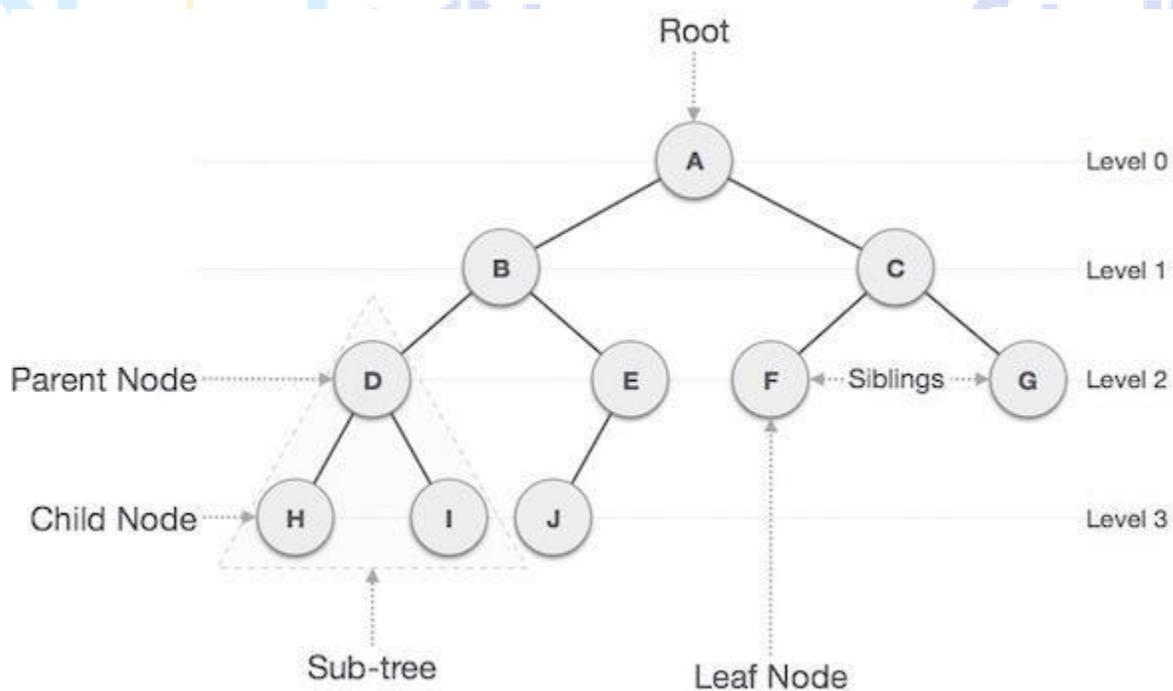 Root
A
Level 0
B
C
Level 1
Parent Node
D
E
F
Siblings
G
Level 2
Child Node
H
I
J
Level 3
Sub-tree
Leaf Node